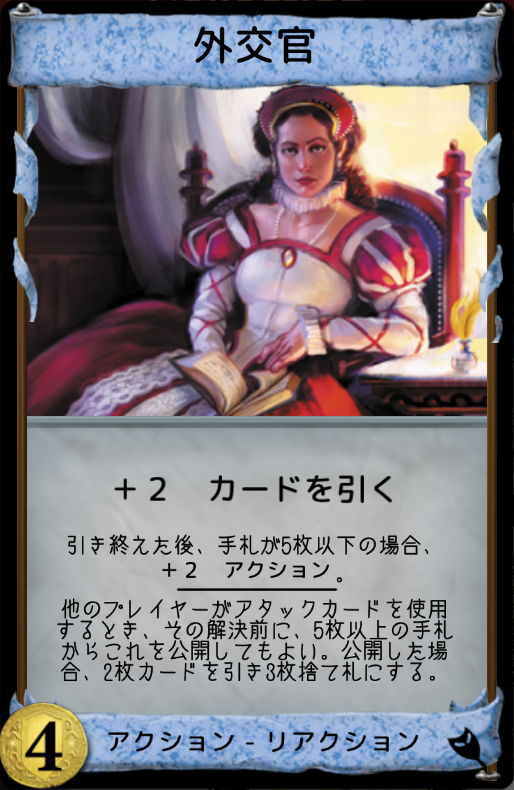 外交官
＋２　カードを引く
引き終えた後、手札が5枚以下の場合、
＋２　アクション。
他のプレイヤーがアタックカードを使用
するとき、その解決前に、5枚以上の手札
からこれを公開してもよい。公開した場
合、2枚カードを引き3枚捨て札にする。
4
アクション - リアクション